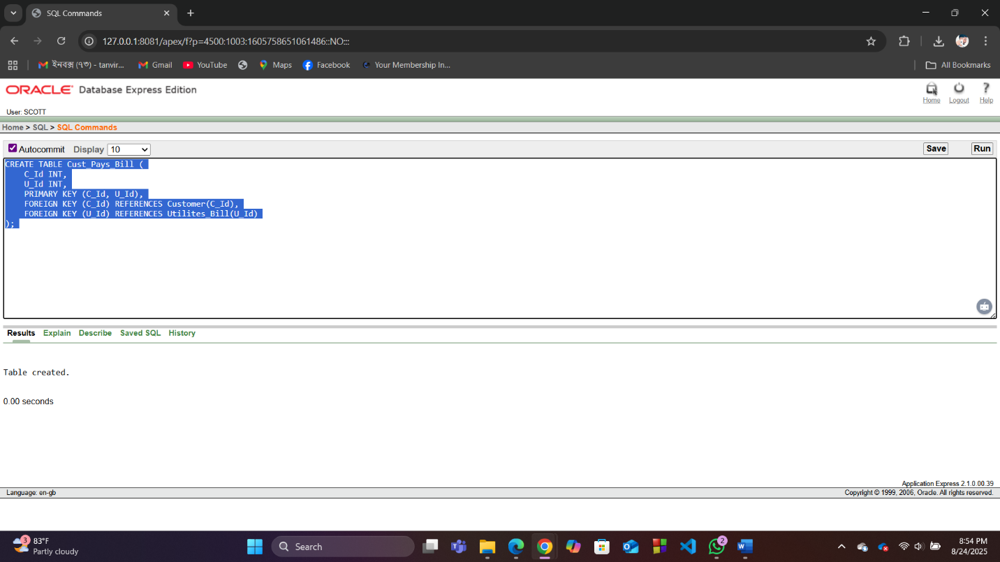 SQL Commands
127.0.0.1:8081/apex/f?p=4500:1003:1605758651061486::NO:::
ইনবক্স (৭৩) - tanvir... Gmail YouTube Maps Facebook Your Membership In... All Bookmarks
ORACLE Database Express Edition
Home Logout Help
User: SCOTT
Home > SQL > SQL Commands
Autocommit Display 10 Save Run
CREATE TABLE Cust_Pays_Bill (
C_Id INT,
U_Id INT,
PRIMARY KEY (C_Id, U_Id),
FOREIGN KEY (C_Id) REFERENCES Customer(C_Id),
FOREIGN KEY (U_Id) REFERENCES Utilites_Bill(U_Id)
);
Results Explain Describe Saved SQL History
Table created.
0.00 seconds
Application Express 2.1.0.00.39
Language: en-gb Copyright © 1999, 2006, Oracle. All rights reserved.
3 83°F Search 2 8:54 PM
Partly cloudy 8/24/2025